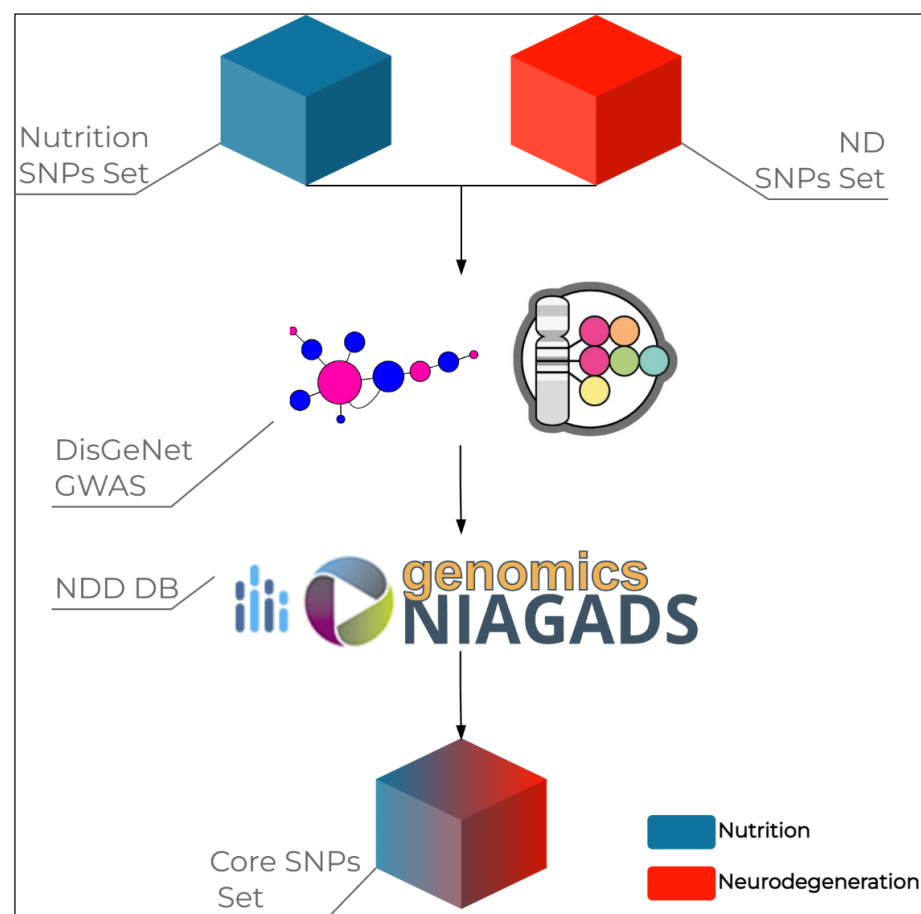 Nutrition
SNPs Set
ND
SNPs Set
DisGeNet
GWAS
NDD DB
genomics
NIAGADS
Core SNPs
Set
Nutrition
Neurodegeneration